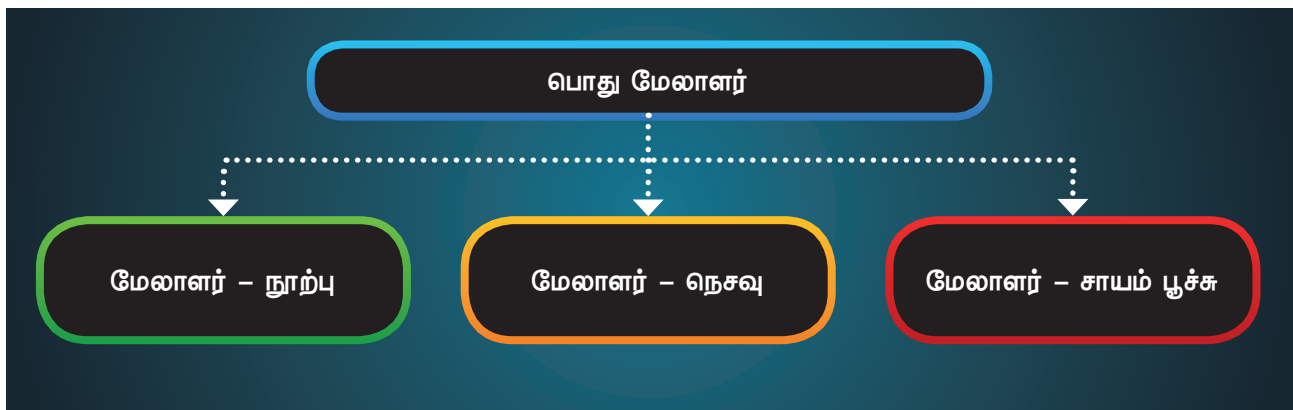 பொது மேலாளர்
மேலாளர் – நூற்பு
மேலாளர் – நெசவு
மேலாளர் – சாயம் பூச்சு